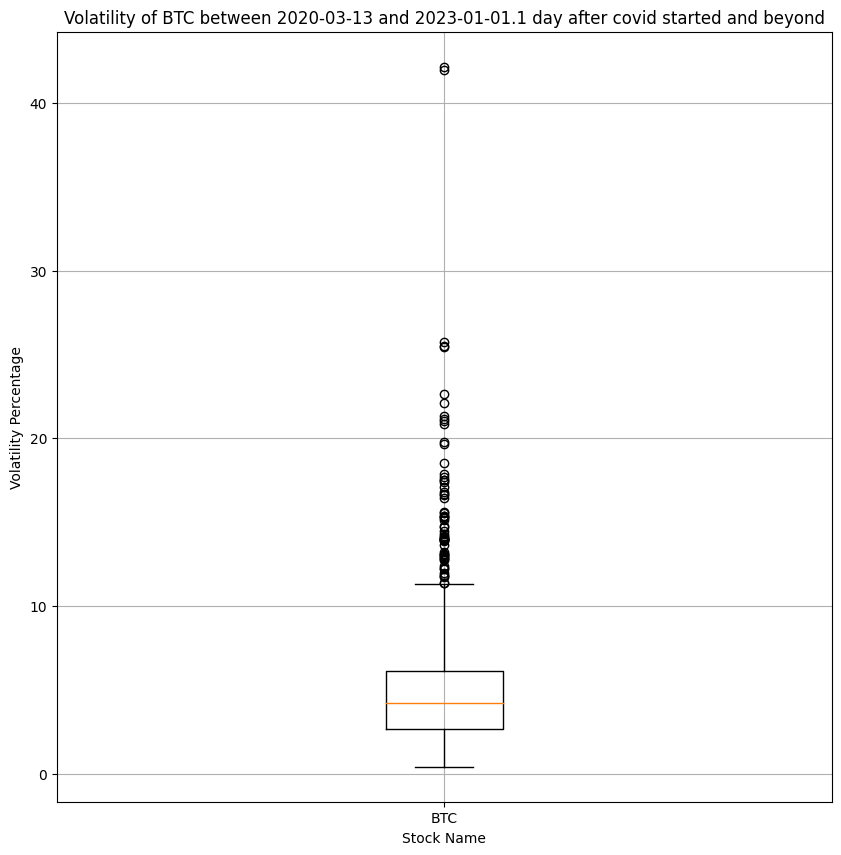 Volatility of BTC between 2020-03-13 and 2023-01-01.1 day after covid started and beyond
40
30
20
10
0
Volatility Percentage
BTC
Stock Name